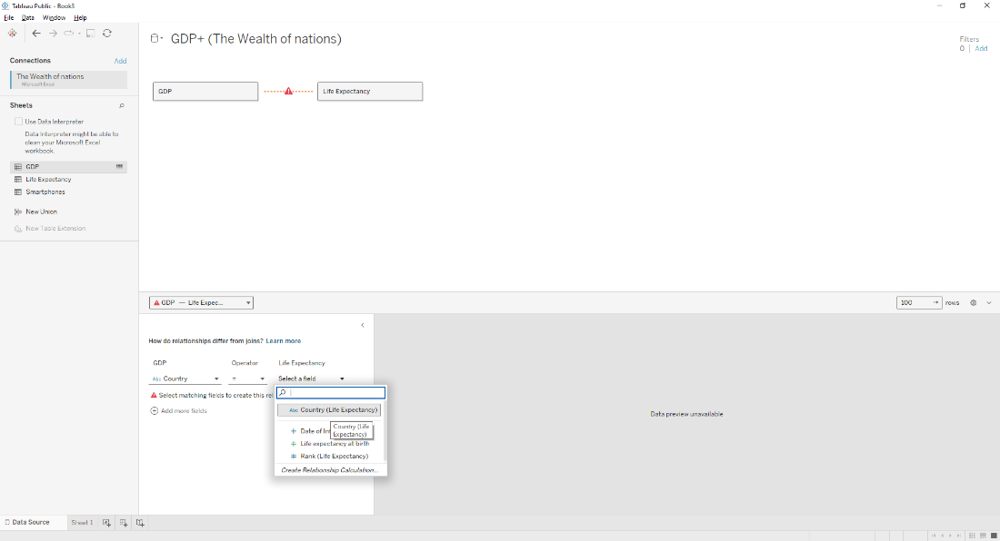 Tableau Public - Book3
File Data Window Help
Connections Add
The Wealth of nations
Microsoft Excel
Sheets
Use Data Interpreter
Data Interpreter might be able to
clean your Microsoft Excel
workbook.
GDP
Life Expectancy
Smartphones
New Union
New Table Extension
GDP+ (The Wealth of nations)
Filters
0 Add
GDP
Life Expectancy
GDP — Life Expec...
100 rows
How do relationships differ from joins? Learn more
GDP Operator Life Expectancy
Abc Country = Select a field
Select matching fields to create this rel
Add more fields
Abc Country (Life Expectancy)
Country (Life
Expectancy)
Date of In
Life expectancy at birth
Rank (Life Expectancy)
Create Relationship Calculation...
Data preview unavailable
Data Source Sheet 1